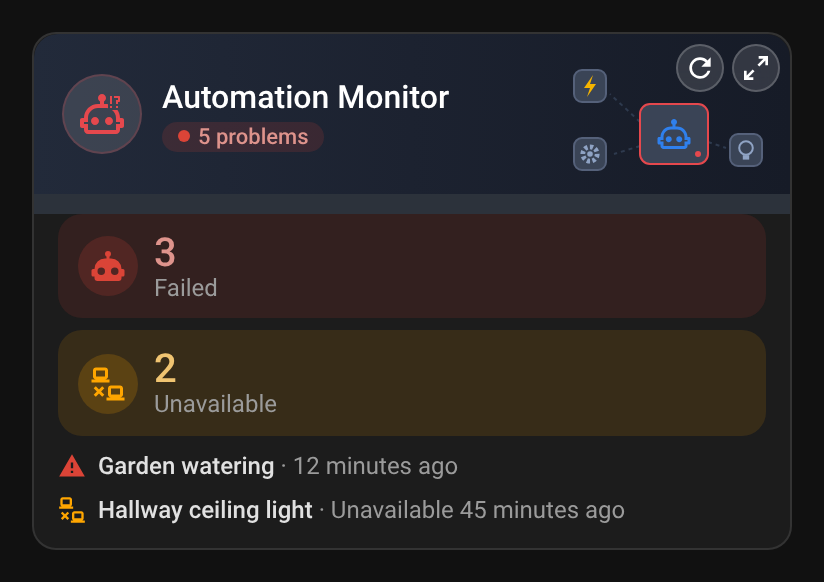 Automation Monitor
5 problems
3
Failed
2
Unavailable
Garden watering · 12 minutes ago
Hallway ceiling light · Unavailable 45 minutes ago